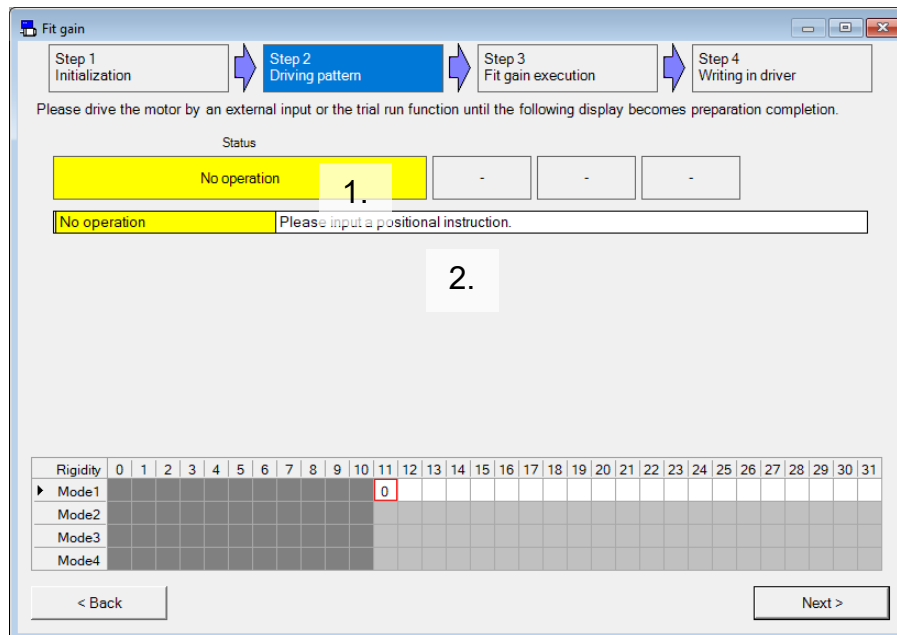 Fit gain
Step 1
Initialization
Step 2
Driving pattern
Step 3
Fit gain execution
Step 4
Writing in driver
Please drive the motor by an external input or the trial run function until the following display becomes preparation completion.
Status
No operation
-
-
-
1.
No operation
Please input a positional instruction.
2.
Rigidity 0 1 2 3 4 5 6 7 8 9 10 11 12 13 14 15 16 17 18 19 20 21 22 23 24 25 26 27 28 29 30 31
Mode1 0
Mode2
Mode3
Mode4
< Back
Next >